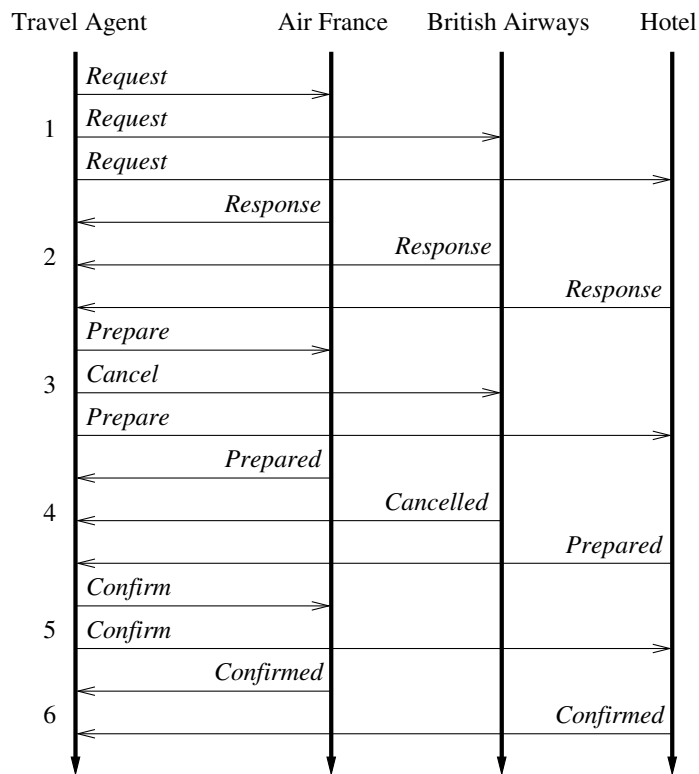 Travel Agent Air France British Airways Hotel
Request
1 Request
Request
Response
2 Response
Response
Prepare
3 Cancel
Prepare
Prepared
4 Cancelled
Prepared
Confirm
5 Confirm
Confirmed
6 Confirmed